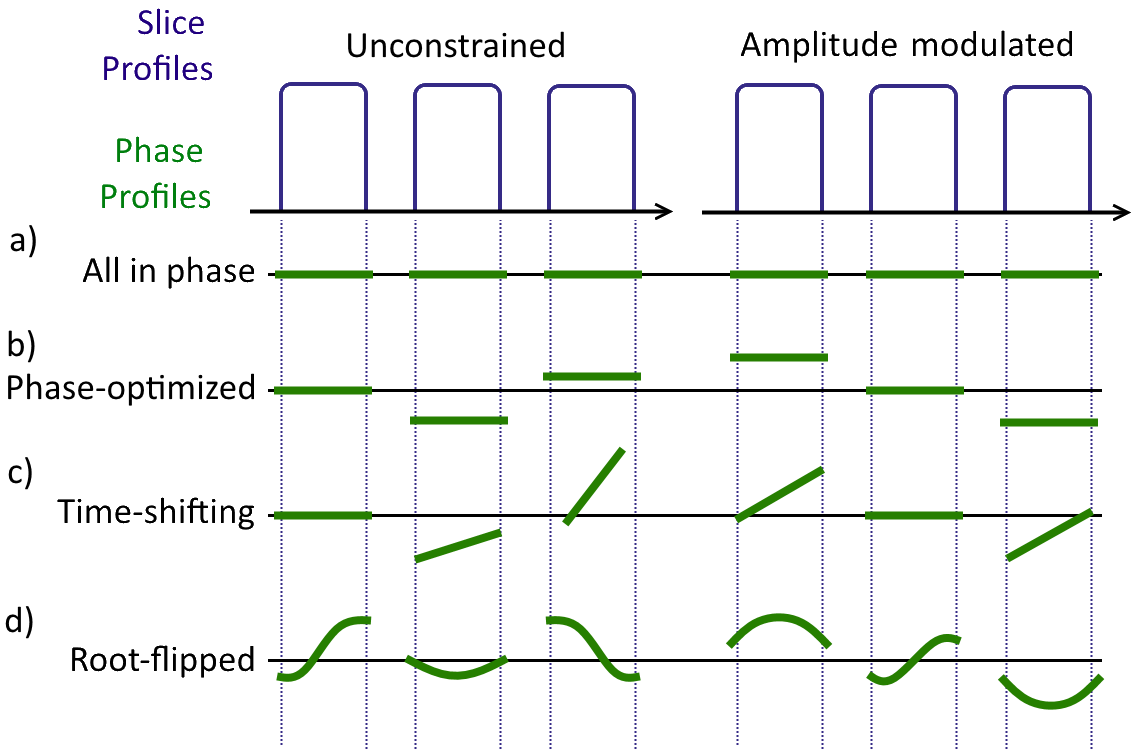 Slice
Profiles
Unconstrained
Amplitude modulated
Phase
Profiles
a)
All in phase
b)
Phase-optimized
c)
Time-shifting
d)
Root-flipped